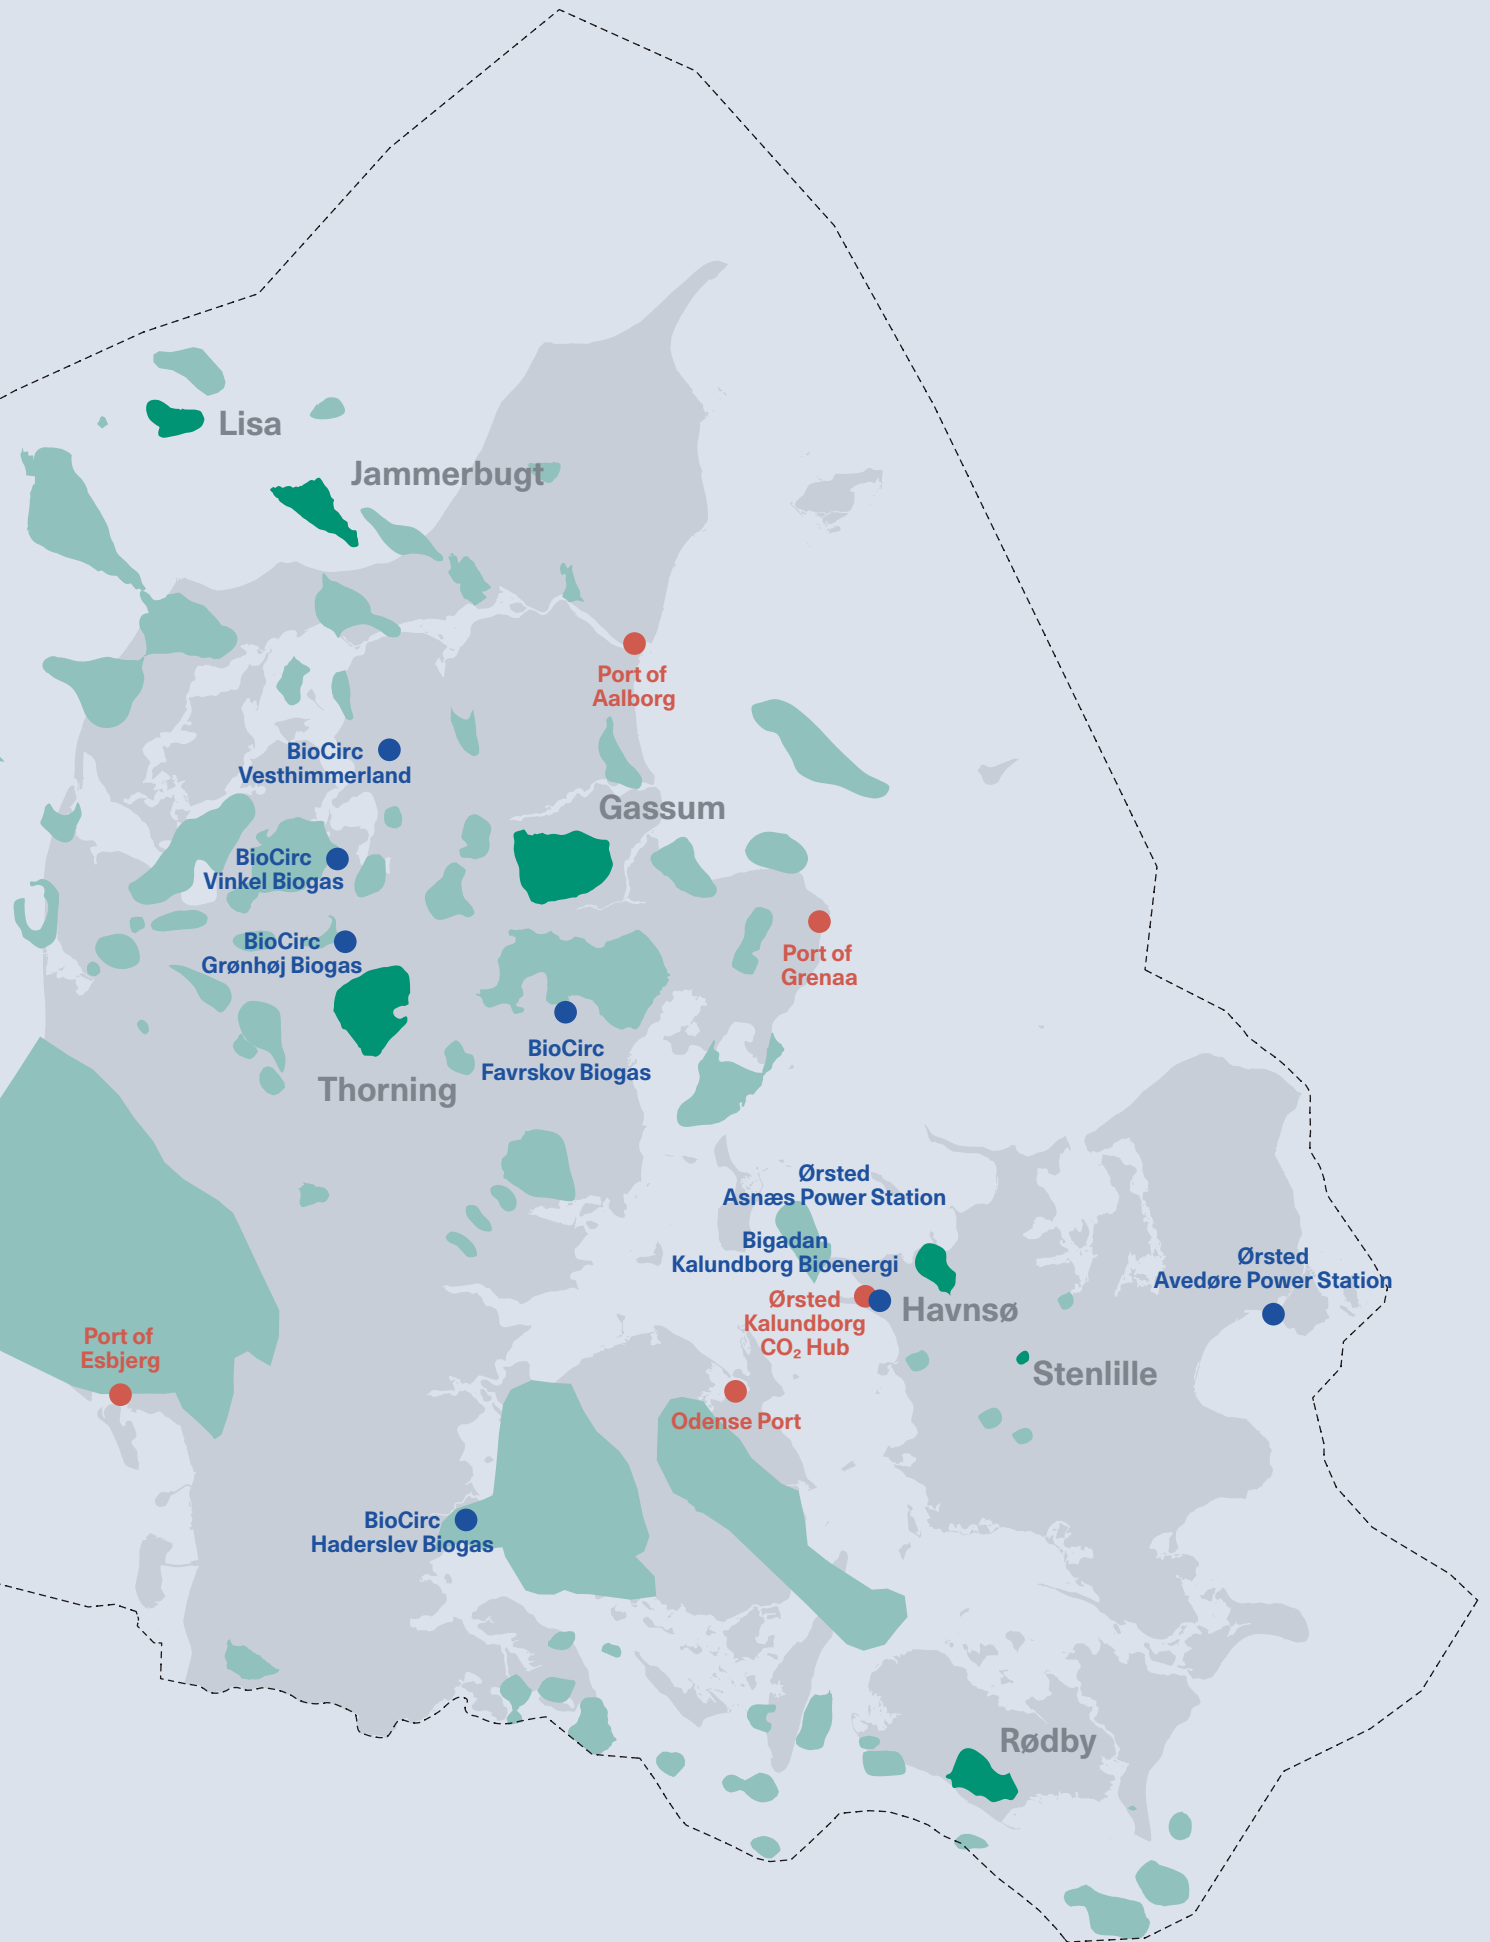 Lisa
Jammerbugt
Port of
Aalborg
BioCirc
Vesthimmerland
Gassum
BioCirc
Vinkel Biogas
BioCirc
Grønhøj Biogas
Port of
Grenaa
BioCirc
Favrskov Biogas
Thorning
Ørsted
Asnæs Power Station
Bigadan
Kalundborg Bioenergi
Ørsted
Kalundborg
CO₂ Hub
Havnsø
Ørsted
Avedøre Power Station
Port of
Esbjerg
Stenlille
Odense Port
BioCirc
Haderslev Biogas
Rødby